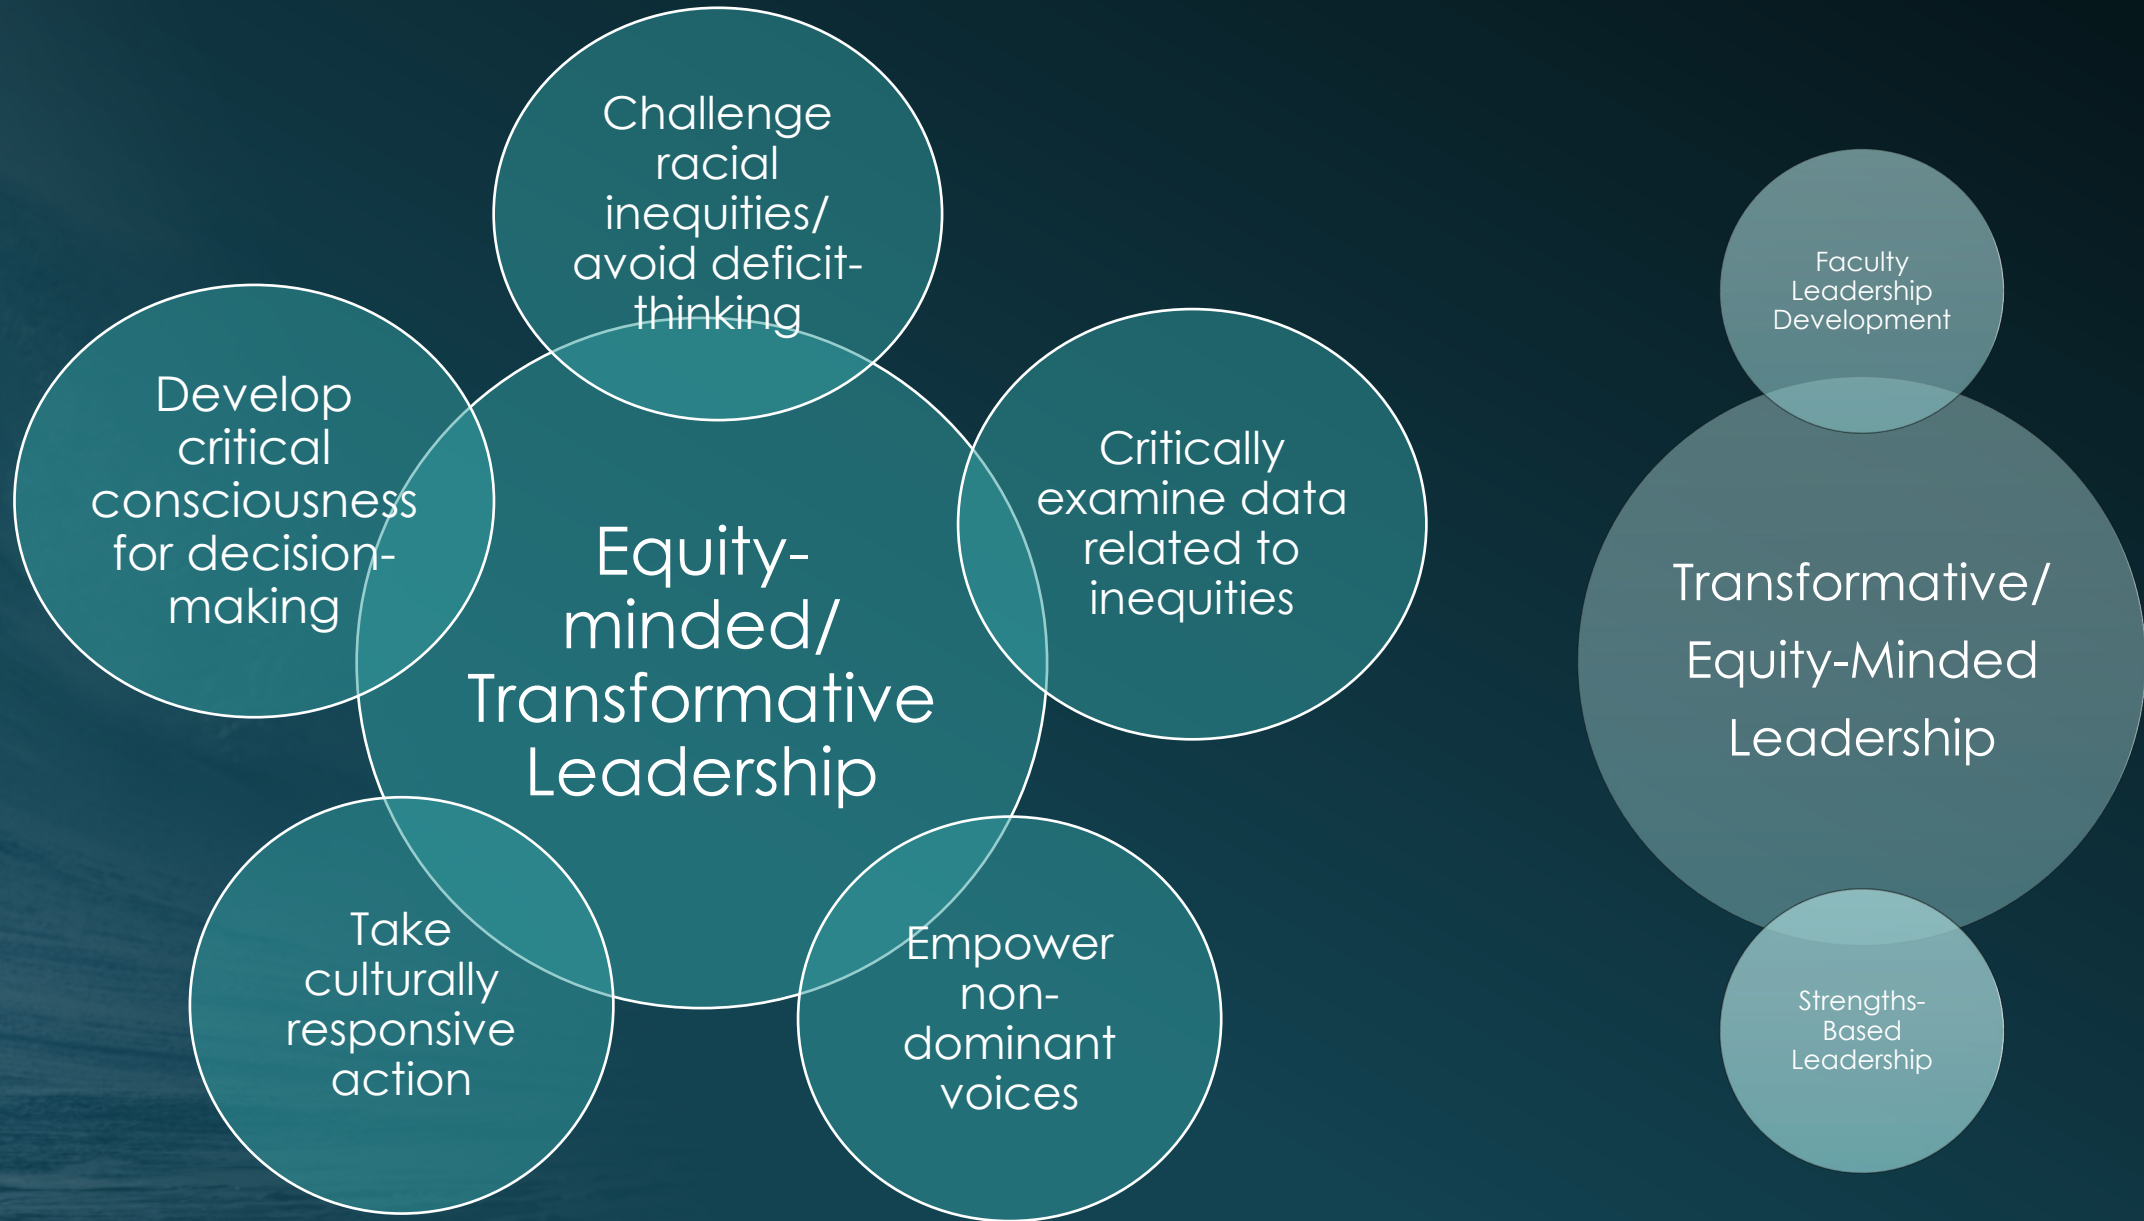 Challenge
racial
inequities/
avoid deficit-
thinking
Develop
critical
consciousness
for decision-
making
Critically
examine data
related to
inequities
Equity-
minded/
Transformative
Leadership
Take
culturally
responsive
action
Empower
non-
dominant
voices
Faculty
Leadership
Development
Transformative/
Equity-Minded
Leadership
Strengths-
Based
Leadership